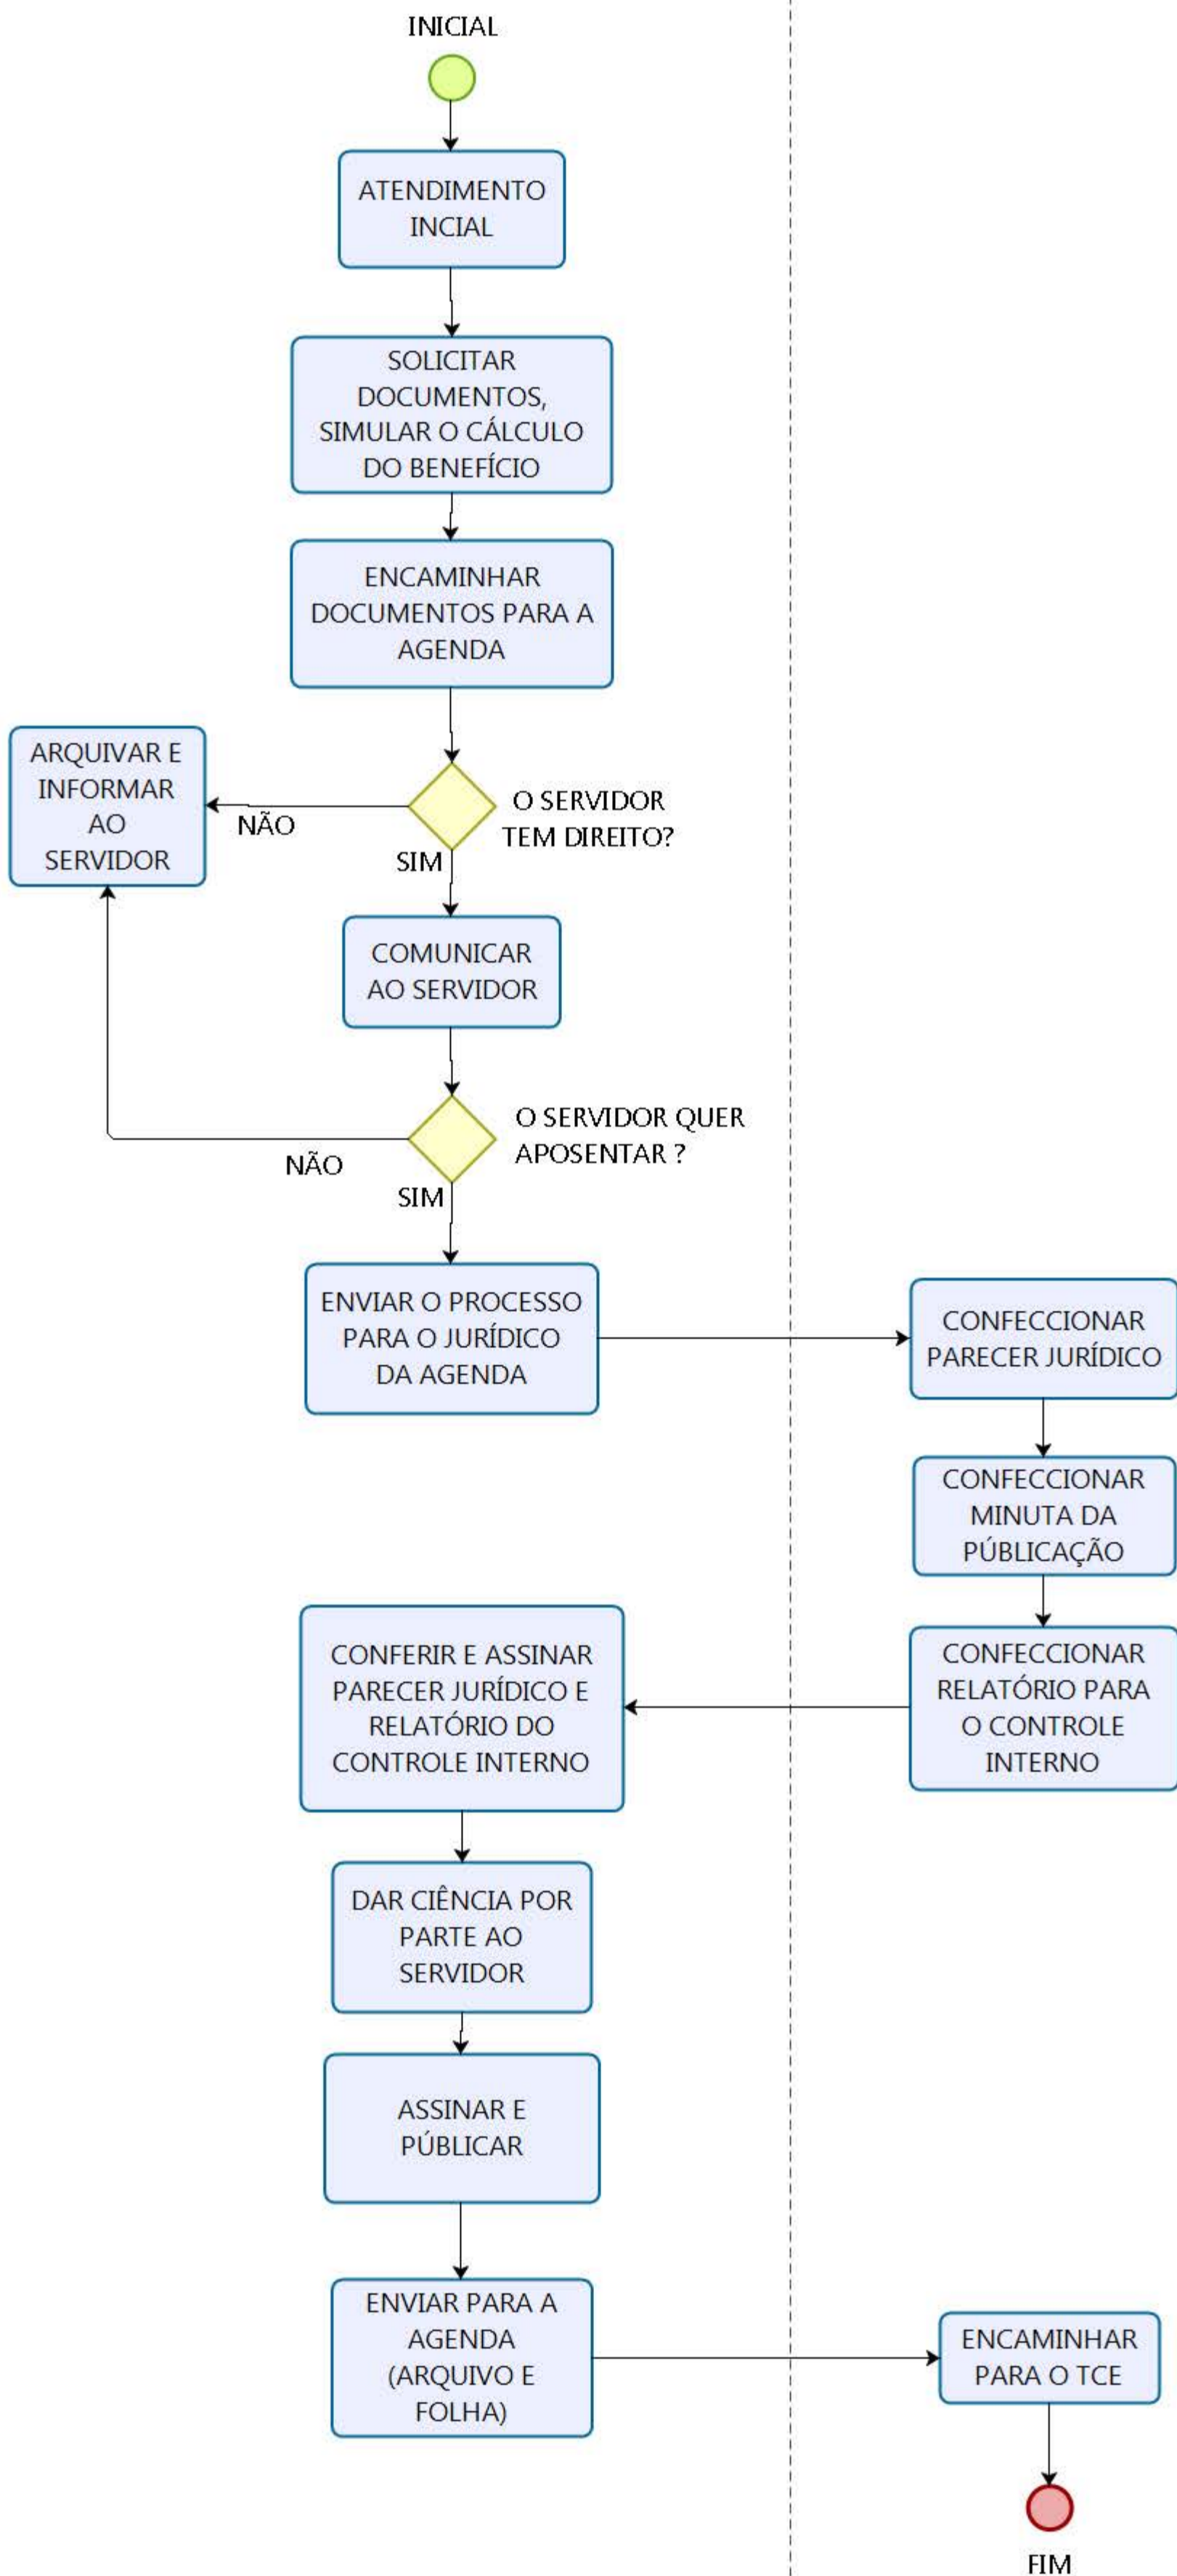 INICIAL
ATENDIMENTO
INCIAL
SOLICITAR
DOCUMENTOS,
SIMULAR O CÁLCULO
DO BENEFÍCIO
ENCAMINHAR
DOCUMENTOS PARA A
AGENDA
ARQUIVAR E
INFORMAR
AO
SERVIDOR
NÃO
O SERVIDOR
TEM DIREITO?
SIM
COMUNICAR
AO SERVIDOR
O SERVIDOR QUER
APOSENTAR ?
NÃO
SIM
ENVIAR O PROCESSO
PARA O JURÍDICO
DA AGENDA
CONFECCIONAR
PARECER JURÍDICO
CONFECCIONAR
MINUTA DA
PÚBLICAÇÃO
CONFECCIONAR
RELATÓRIO PARA
O CONTROLE
INTERNO
CONFERIR E ASSINAR
PARECER JURÍDICO E
RELATÓRIO DO
CONTROLE INTERNO
DAR CIÊNCIA POR
PARTE AO
SERVIDOR
ASSINAR E
PÚBLICAR
ENVIAR PARA A
AGENDA
(ARQUIVO E
FOLHA)
ENCAMINHAR
PARA O TCE
FIM